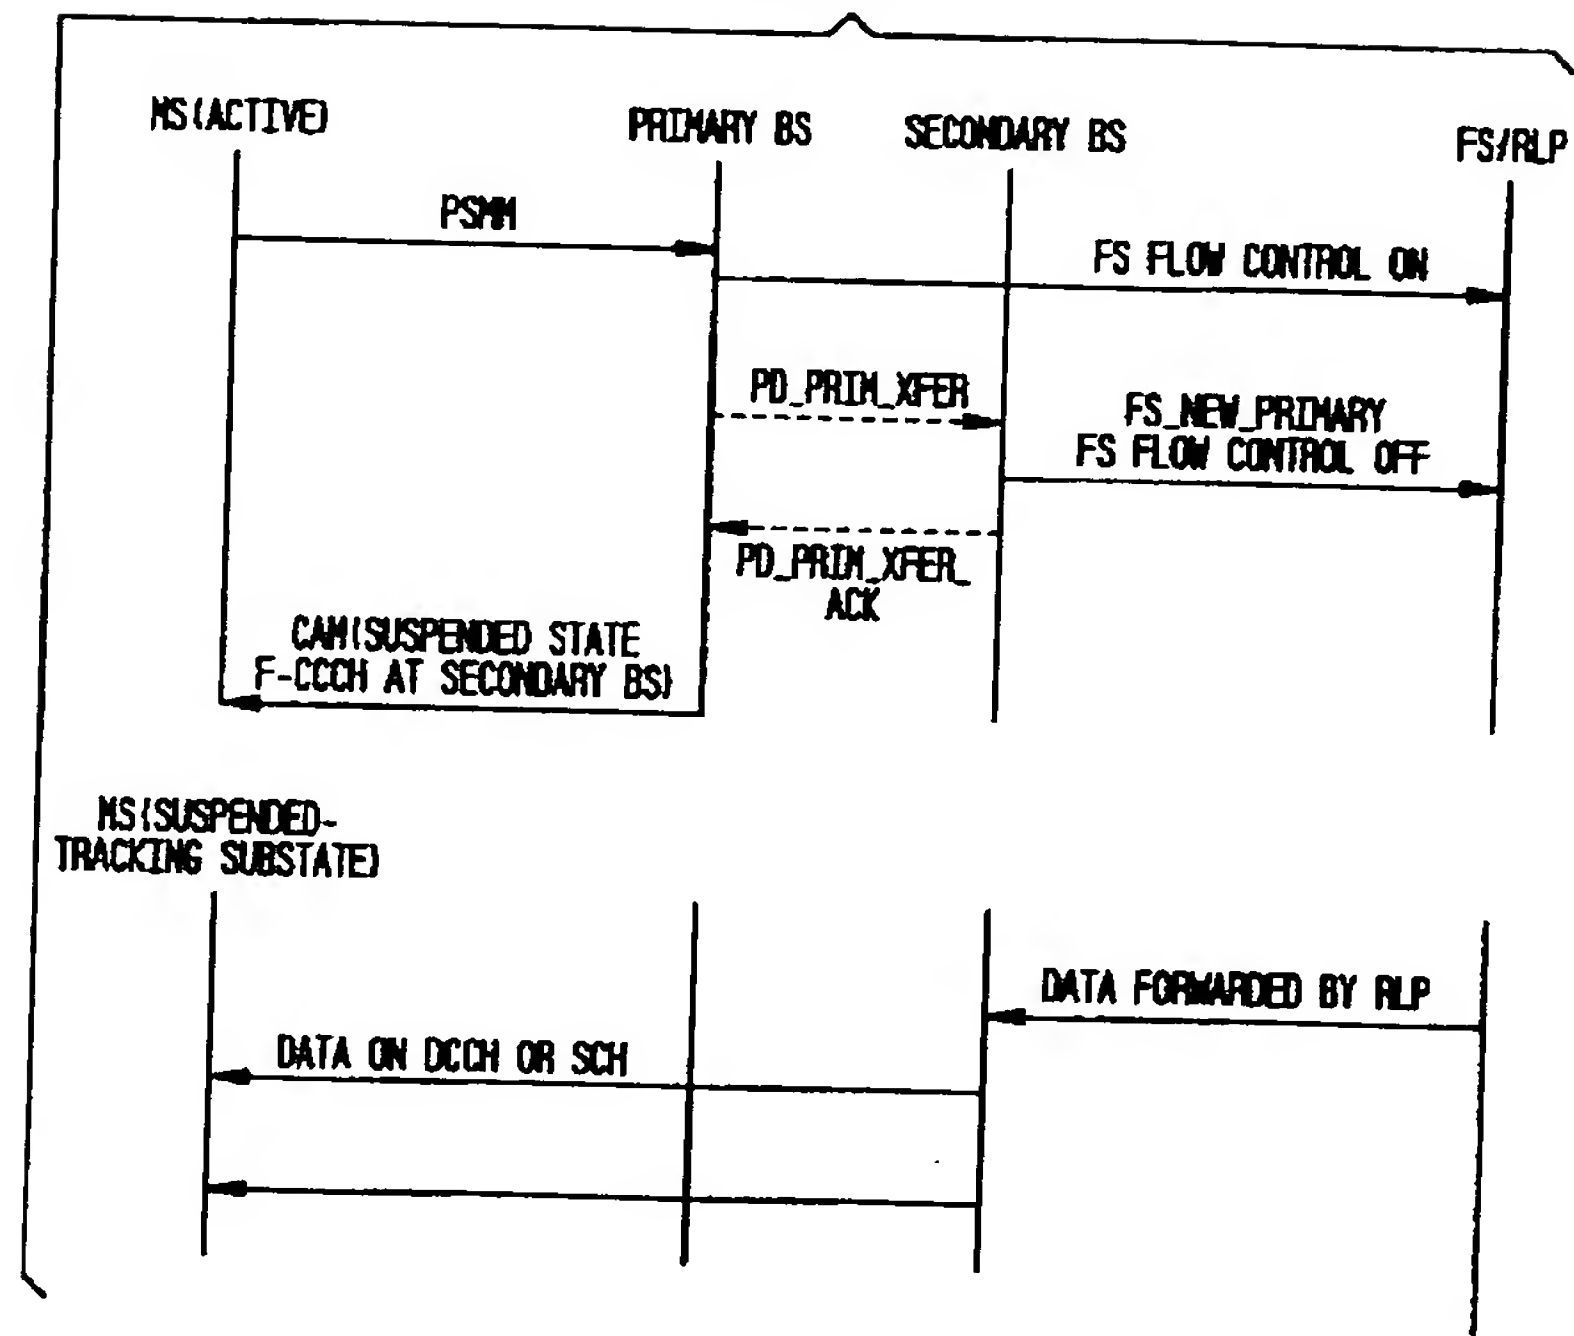 MS(ACTIVE)
PRIMARY BS
SECONDARY BS
FS/RLP
PSMM
FS FLOW CONTROL ON
PD_PRIM_XFER
FS_NEW_PRIMARY
FS FLOW CONTROL OFF
PD_PRIM_XFER_
ACK
CAM(SUSPENDED STATE
F-CCCH AT SECONDARY BS)
MS(SUSPENDED-
TRACKING SUBSTATE)
DATA FORWARDED BY RLP
DATA ON DCCH OR SCH